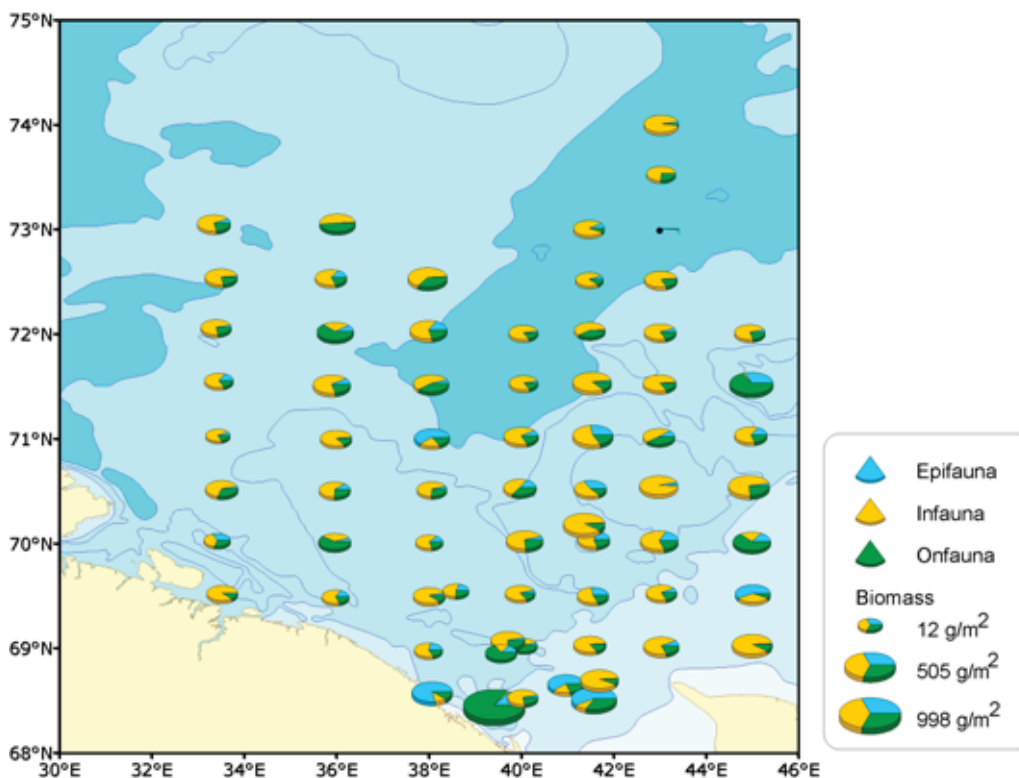 75°N
74°N
73°N
72°N
71°N
70°N
69°N
68°N
30°E 32°E 34°E 36°E 38°E 40°E 42°E 44°E 46°E
Epifauna
Infauna
Onfauna
Biomass
12 g/m²
505 g/m²
998 g/m²